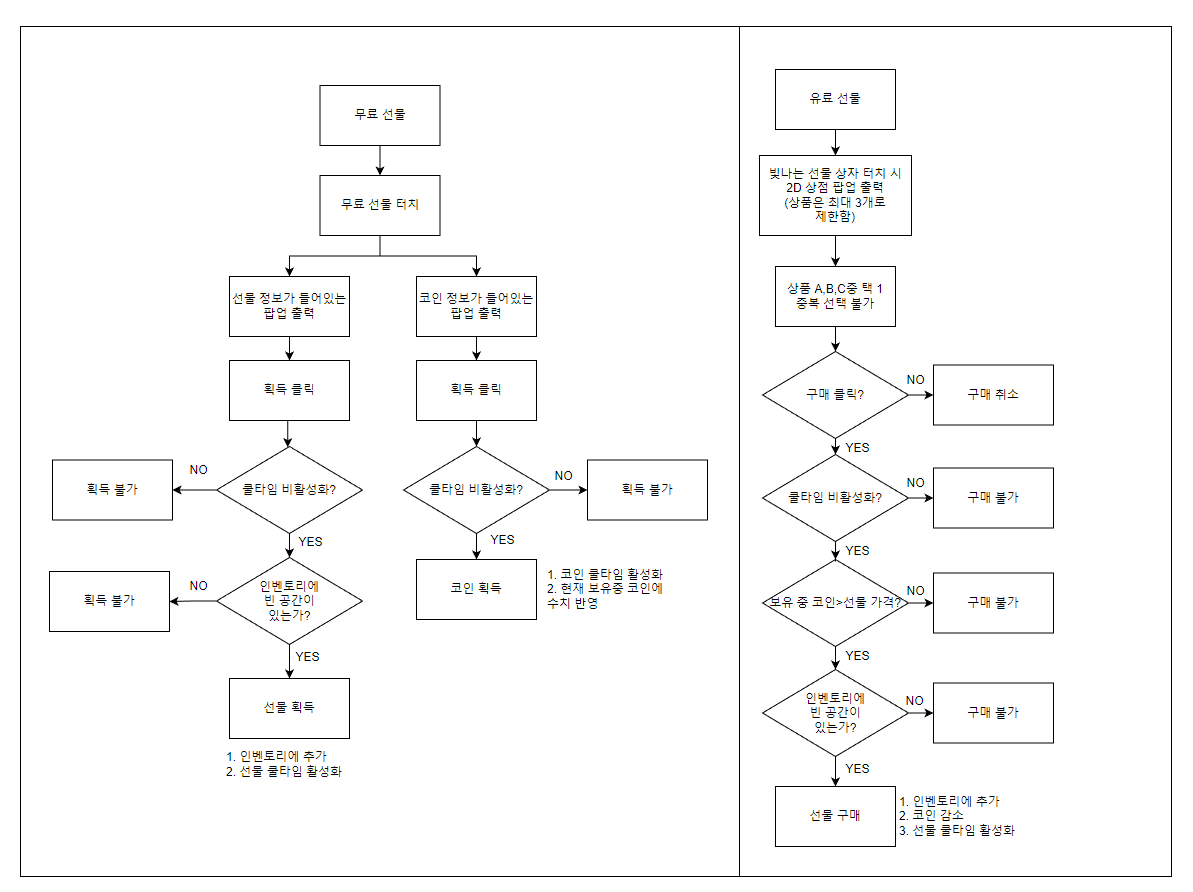 무료 선물
무료 선물 터치
선물 정보가 들어있는
팝업 출력
코인 정보가 들어있는
팝업 출력
획득 클릭
획득 클릭
쿨타임 비활성화?
NO
획득 불가
쿨타임 비활성화?
NO
획득 불가
YES
YES
인벤토리에
빈 공간이
있는가?
NO
획득 불가
코인 획득
1. 코인 쿨타임 활성화
2. 현재 보유중 코인에
수치 반영
YES
선물 획득
1. 인벤토리에 추가
2. 선물 쿨타임 활성화
유료 선물
빛나는 선물 상자 터치 시
2D 상점 팝업 출력
(상품은 최대 3개로
제한함)
상품 A,B,C중 택 1
중복 선택 불가
구매 클릭?
NO
구매 취소
YES
쿨타임 비활성화?
NO
구매 불가
YES
보유 중 코인>선물 가격?
NO
구매 불가
YES
인벤토리에
빈 공간이
있는가?
NO
구매 불가
YES
선물 구매
1. 인벤토리에 추가
2. 코인 감소
3. 선물 쿨타임 활성화